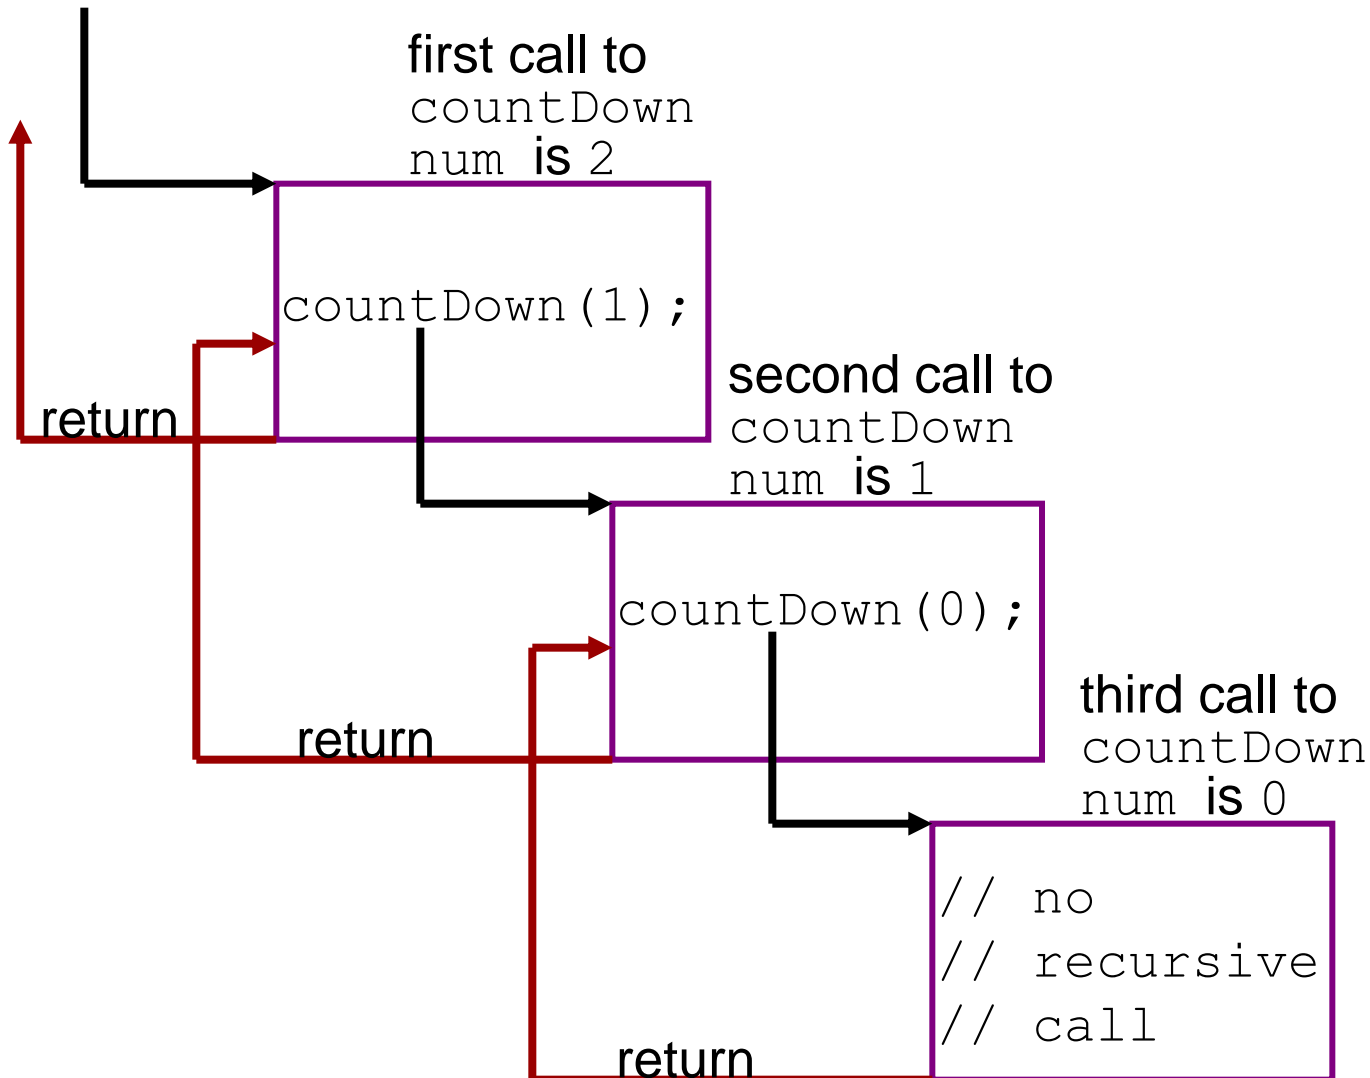 first call to
countDown
num is 2
countDown(1);
return
second call to
countDown
num is 1
countDown(0);
return
third call to
countDown
num is 0
// no
// recursive
// call
return